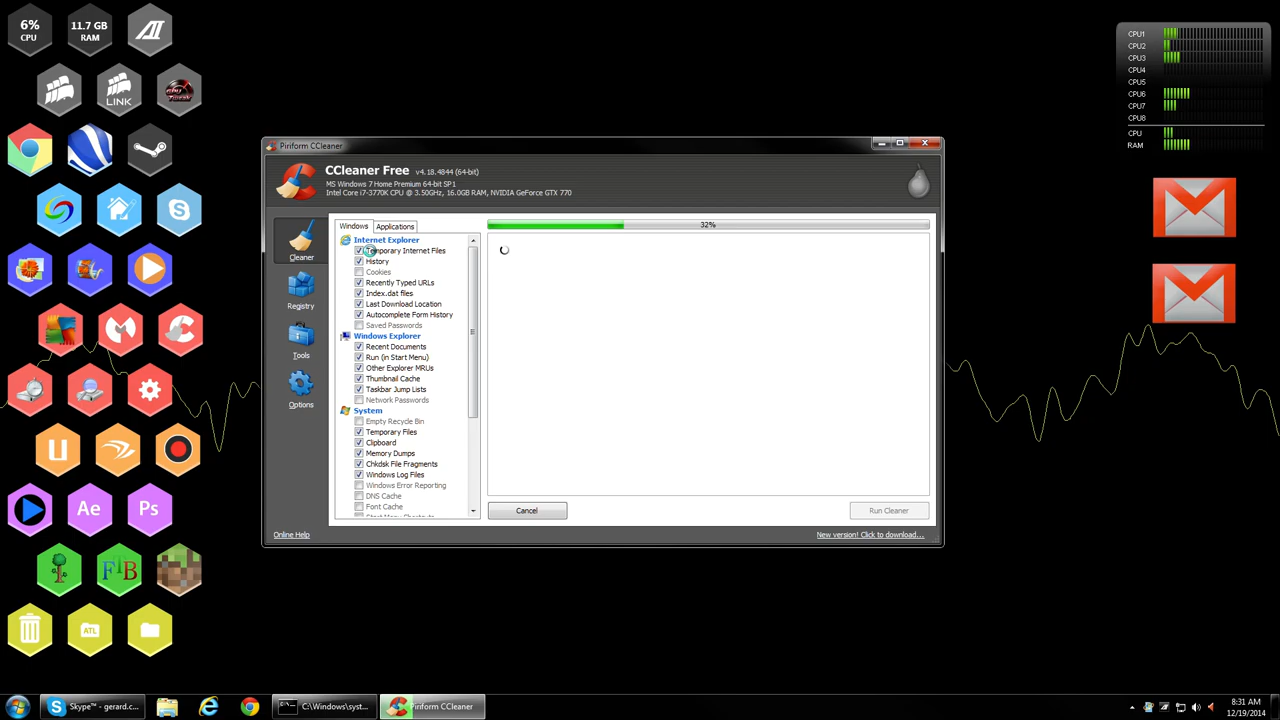 6%
CPU
11.7 GB
RAM
LINK
GPU TWEAK
CPU1
CPU2
CPU3
CPU4
CPU5
CPU6
CPU7
CPU8
CPU
RAM
Piriform CCleaner
CCleaner Free v4.18.4844 (64-bit)
MS Windows 7 Home Premium 64-bit SP1
Intel Core i7-3770K CPU @ 3.50GHz, 16.0GB RAM, NVIDIA GeForce GTX 770
Cleaner
Registry
Tools
Options
Windows
Applications
32%
Internet Explorer
Temporary Internet Files
History
Cookies
Recently Typed URLs
Index.dat files
Last Download Location
Autocomplete Form History
Saved Passwords
Windows Explorer
Recent Documents
Run (in Start Menu)
Other Explorer MRUs
Thumbnail Cache
Taskbar Jump Lists
Network Passwords
System
Empty Recycle Bin
Temporary Files
Clipboard
Memory Dumps
Chkdsk File Fragments
Windows Log Files
Windows Error Reporting
DNS Cache
Font Cache
Start Menu Shortcuts
Cancel
Run Cleaner
Online Help
New version! Click to download...
Ae
Ps
FTB
ATL
Skype™ - gerard.c...
C:\Windows\syst...
Piriform CCleaner
8:31 AM
12/19/2014